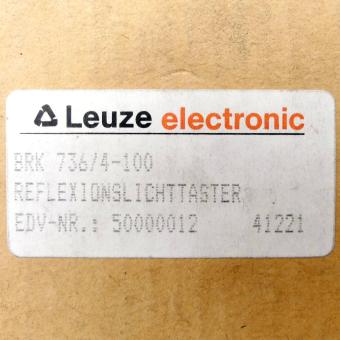 Leuze electronic
BRK 736/4-100
REFLEXIONSLICHTTASTER
EDV-NR.: 50000012 41221